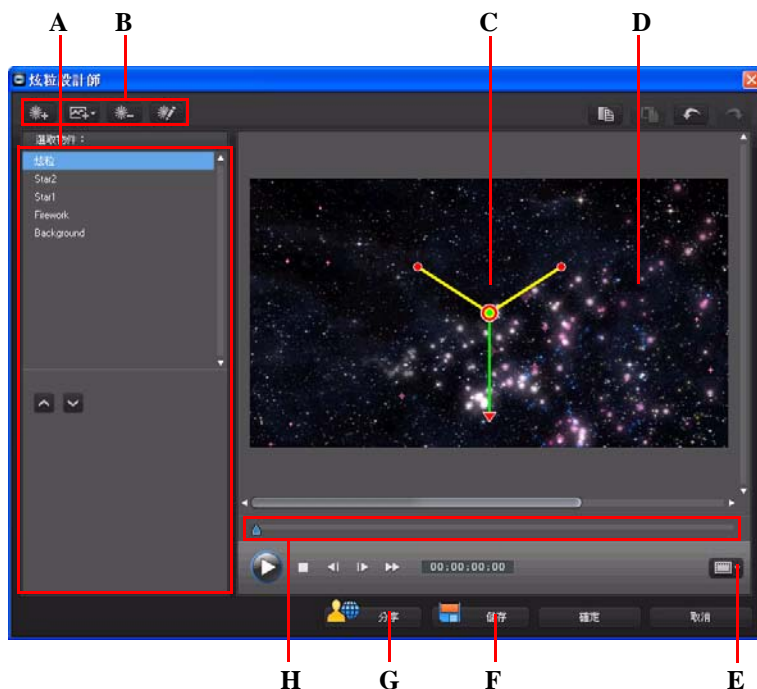 A B C D
炫粒設計師
選取物件：
炫粒
Star2
Star1
Firework
Background
00:00:00:00
分享 儲存 確定 取消
H G F E